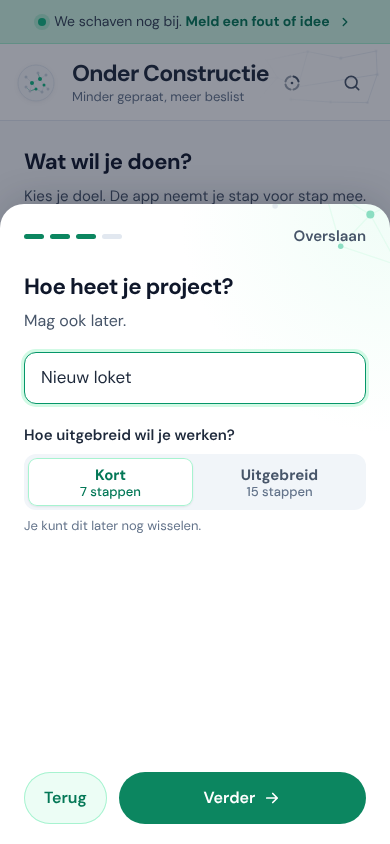 We schaven nog bij. Meld een fout of idee
Onder Constructie
Minder gepraat, meer beslist
Wat wil je doen?
Kies je doel. De app neemt je stap voor stap mee.
Overslaan
Hoe heet je project?
Mag ook later.
Nieuw loket
Hoe uitgebreid wil je werken?
Kort
7 stappen
Uitgebreid
15 stappen
Je kunt dit later nog wisselen.
Terug
Verder →